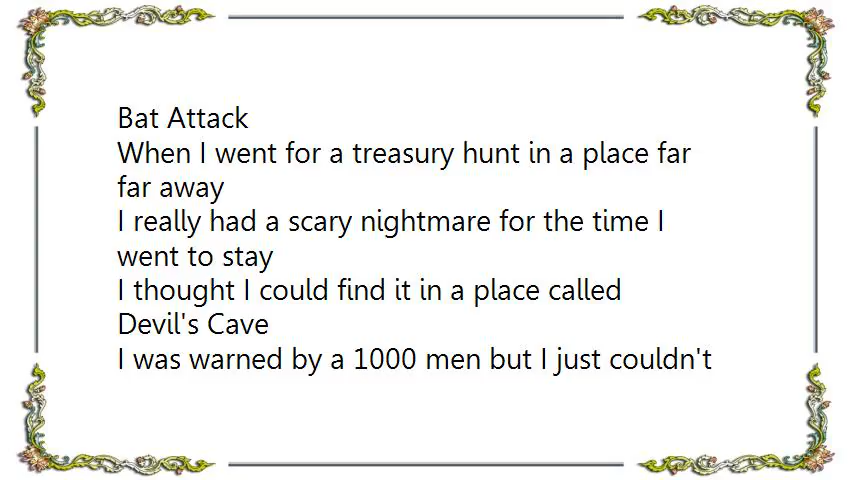 Bat Attack
When I went for a treasury hunt in a place far
far away
I really had a scary nightmare for the time I
went to stay
I thought I could find it in a place called
Devil's Cave
I was warned by a 1000 men but I just couldn't